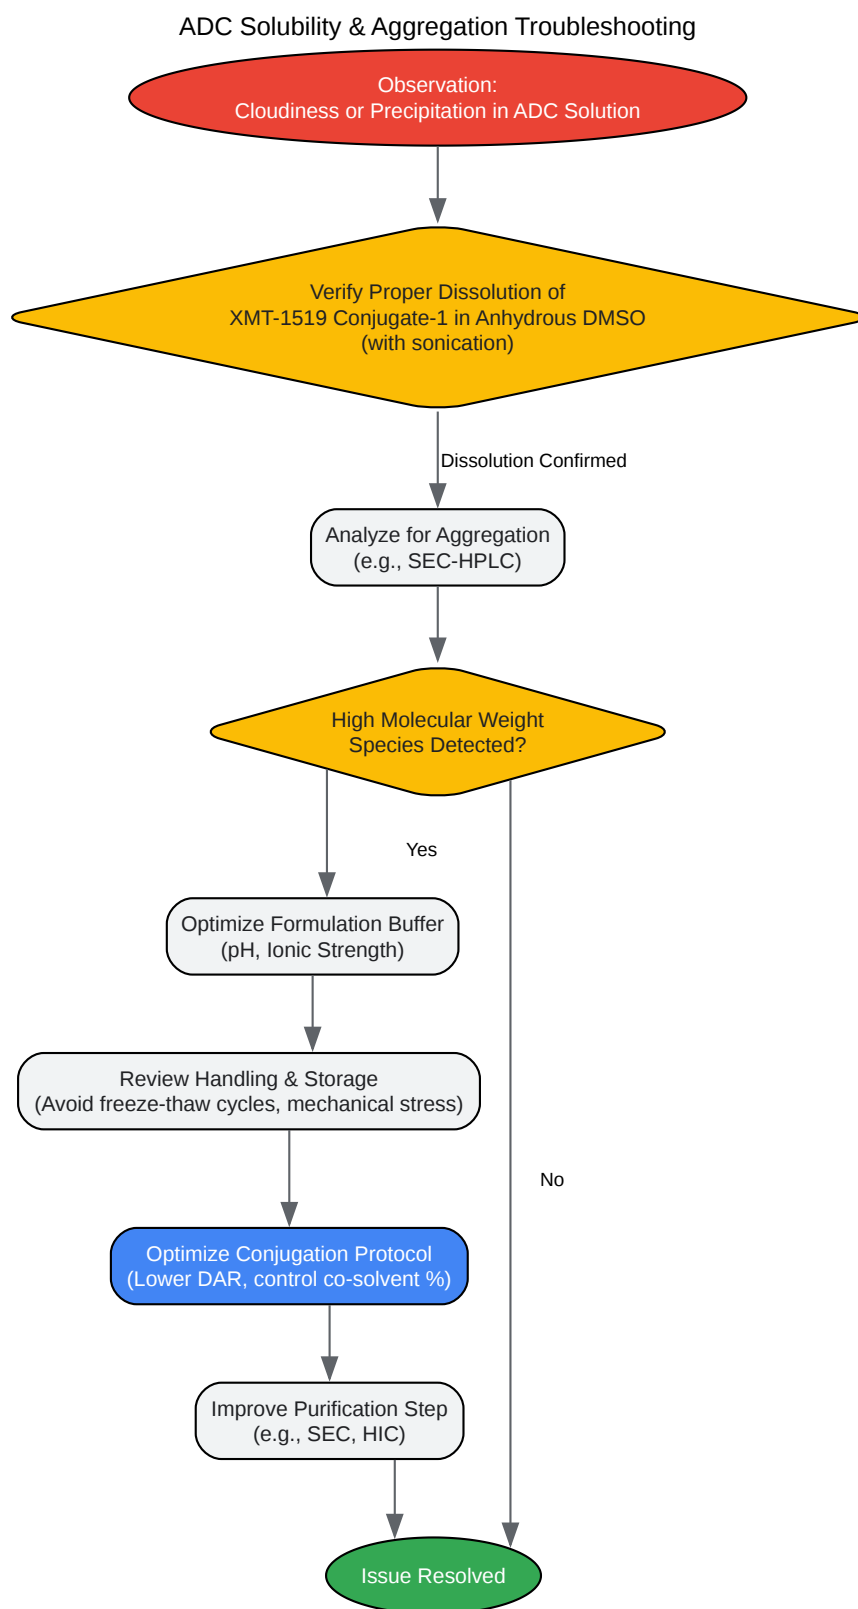 ADC Solubility & Aggregation Troubleshooting
Observation:
Cloudiness or Precipitation in ADC Solution
Verify Proper Dissolution of
XMT-1519 Conjugate-1 in Anhydrous DMSO
(with sonication)
Dissolution Confirmed
Analyze for Aggregation
(e.g., SEC-HPLC)
High Molecular Weight
Species Detected?
Yes
Optimize Formulation Buffer
(pH, Ionic Strength)
Review Handling & Storage
(Avoid freeze-thaw cycles, mechanical stress)
No
Optimize Conjugation Protocol
(Lower DAR, control co-solvent %)
Improve Purification Step
(e.g., SEC, HIC)
Issue Resolved